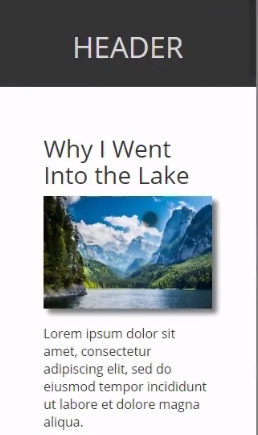 HEADER
Why I Went
Into the Lake
Lorem ipsum dolor sit
amet, consectetur
adipiscing elit, sed do
eiusmod tempor incididunt
ut labore et dolore magna
aliqua.